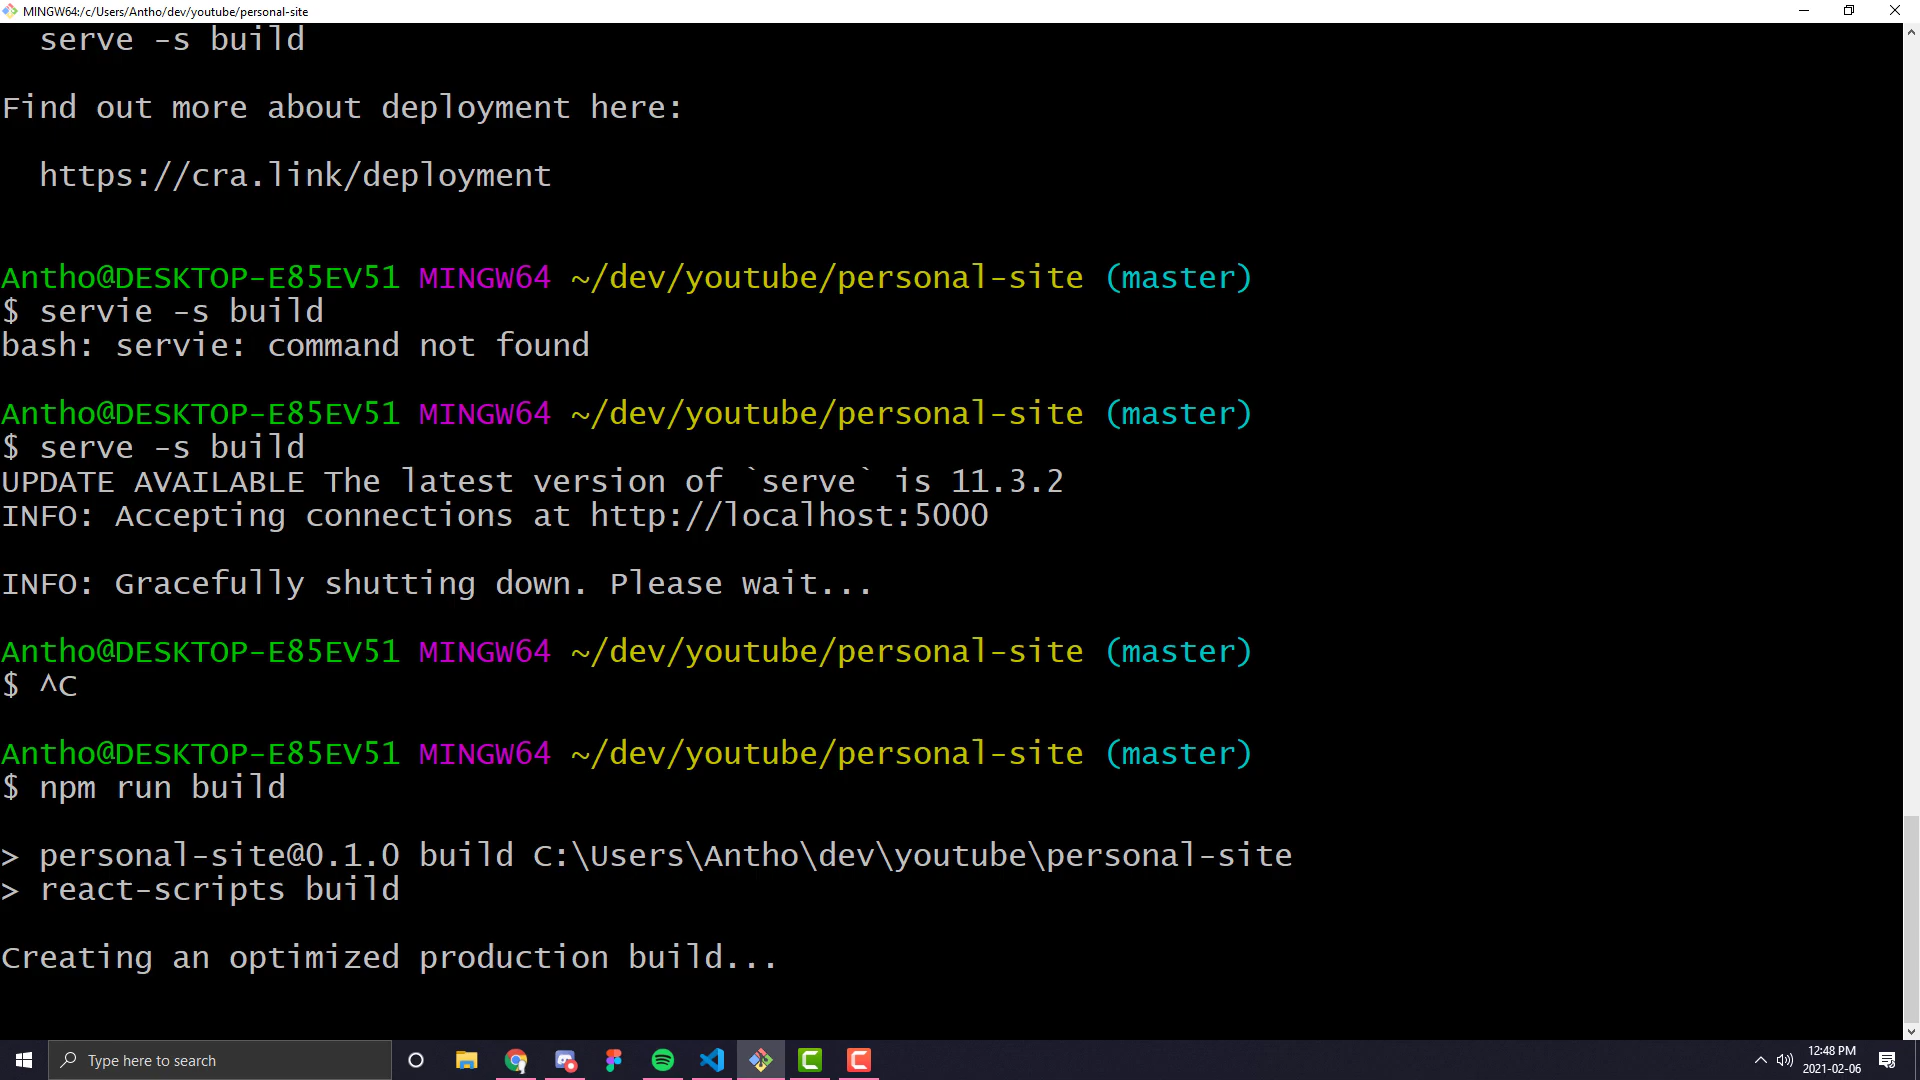 MINGW64:/c/Users/Antho/dev/youtube/personal-site
serve -s build
Find out more about deployment here:
https://cra.link/deployment
Antho@DESKTOP-E85EV51 MINGW64 ~/dev/youtube/personal-site (master)
$ servie -s build
bash: servie: command not found
Antho@DESKTOP-E85EV51 MINGW64 ~/dev/youtube/personal-site (master)
$ serve -s build
UPDATE AVAILABLE The latest version of `serve` is 11.3.2
INFO: Accepting connections at http://localhost:5000
INFO: Gracefully shutting down. Please wait...
Antho@DESKTOP-E85EV51 MINGW64 ~/dev/youtube/personal-site (master)
$ ^C
Antho@DESKTOP-E85EV51 MINGW64 ~/dev/youtube/personal-site (master)
$ npm run build
> personal-site@0.1.0 build C:\Users\Antho\dev\youtube\personal-site
> react-scripts build
Creating an optimized production build...
Type here to search
12:48 PM
2021-02-06